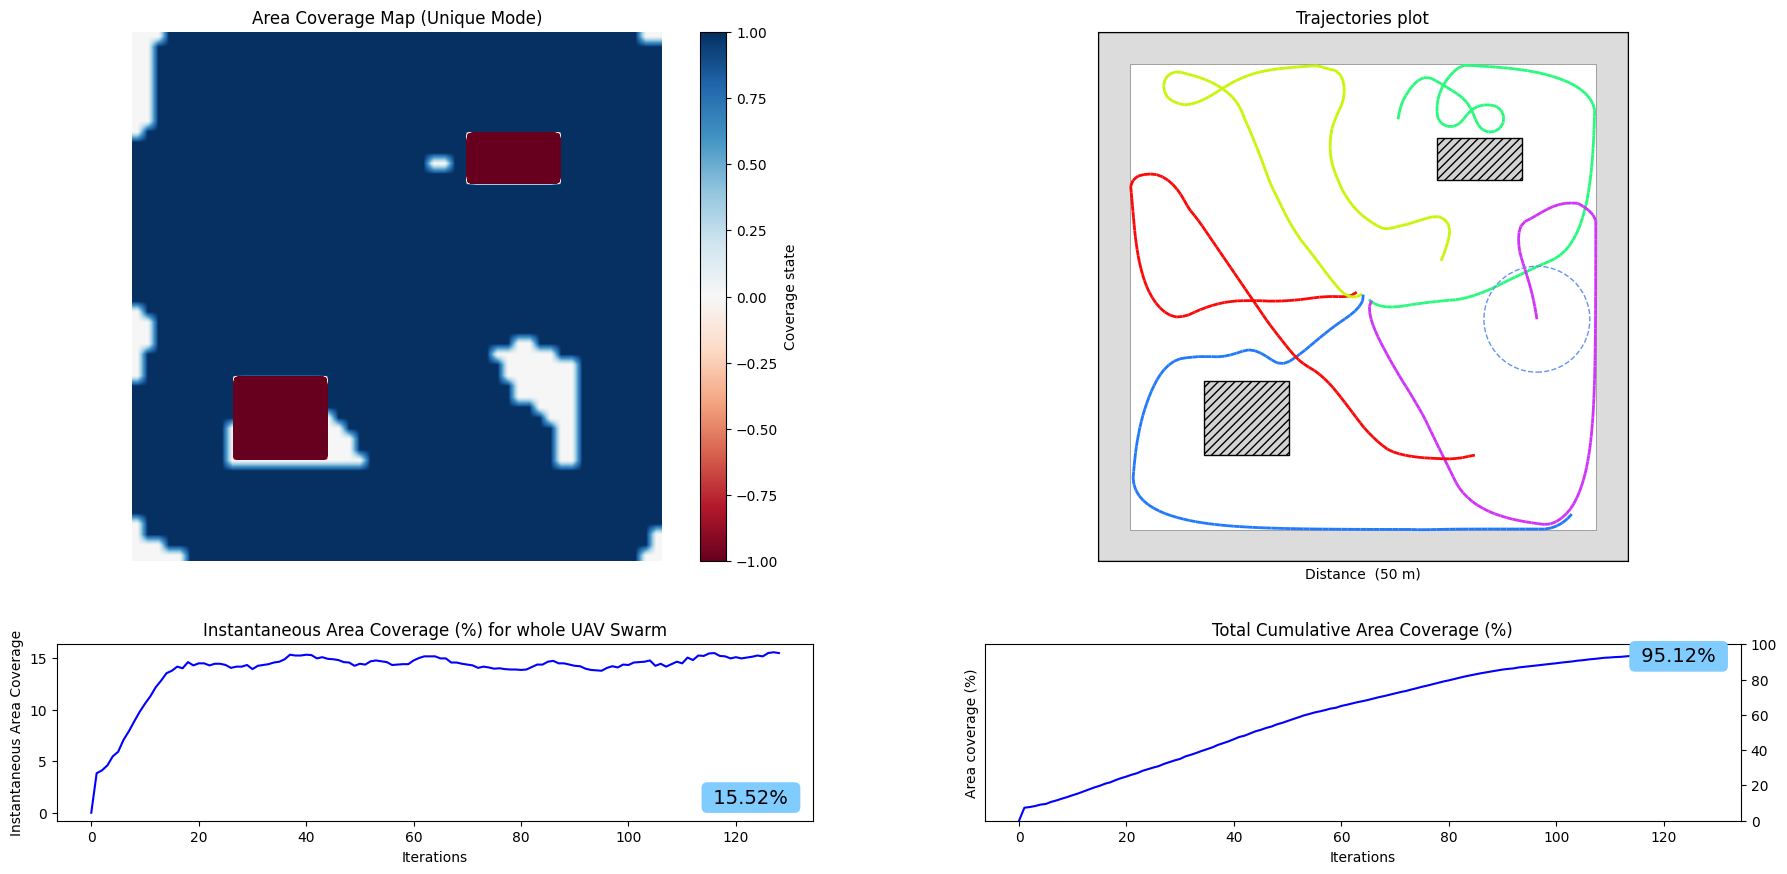 Area Coverage Map (Unique Mode)
1.00
0.75
0.50
0.25
0.00
−0.25
−0.50
−0.75
−1.00
Coverage state
Trajectories plot
Distance  (50 m)
Instantaneous Area Coverage (%) for whole UAV Swarm
Instantaneous Area Coverage
15
10
5
0
15.52%
0 20 40 60 80 100 120
Iterations
Total Cumulative Area Coverage (%)
Area coverage (%)
95.12%
100
80
60
40
20
0
0 20 40 60 80 100 120
Iterations